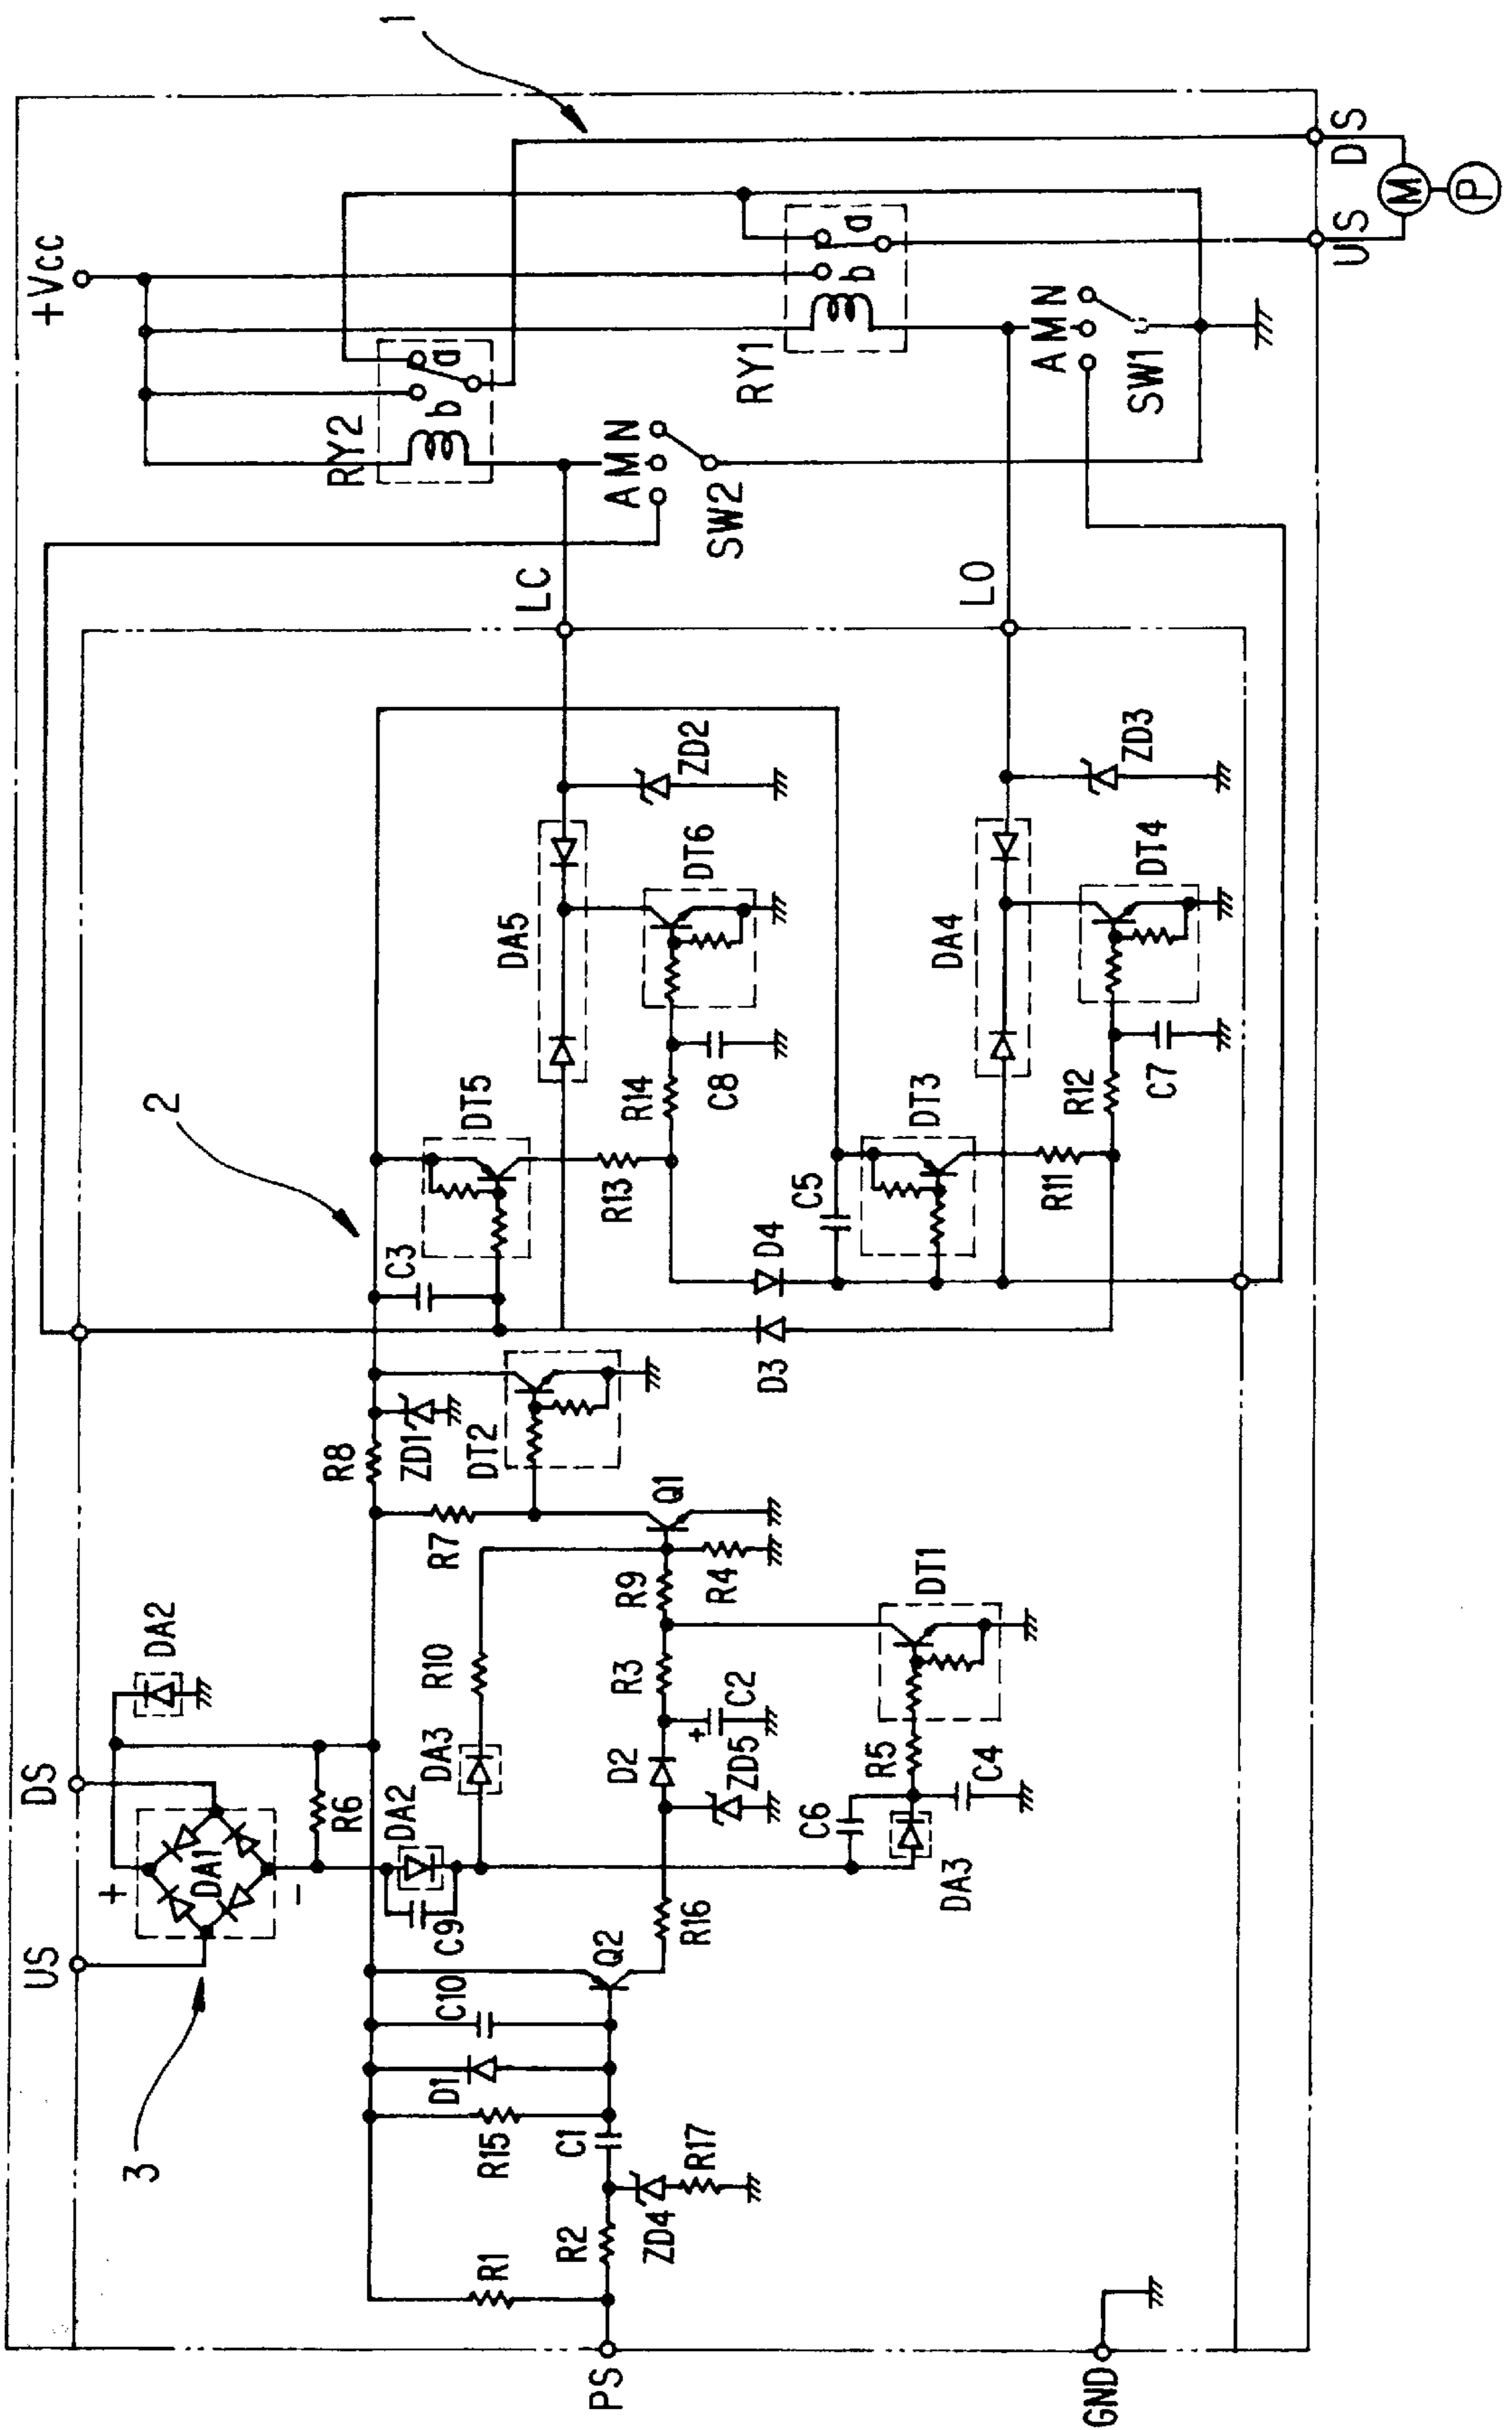 1
+Vcc
RY2
b
a
RY1
b
a
A M N
SW2
A M N
SW1
US
DS
M
P
LC
LO
2
DT5
DA5
ZD2
DT6
C3
R13
R14
C8
D4
D3
C5
DT3
DA4
ZD3
DT4
R11
R12
C7
R8
ZD1
DT2
R7
Q1
DA2
DS
US
+
DA1
-
R6
3
DA2
C9
DA3
R10
R9
R4
R3
D2
+
C2
ZD5
DT1
R5
C6
C4
DA3
R16
Q2
C10
D1
R15
C1
R17
ZD4
R2
R1
PS
GND